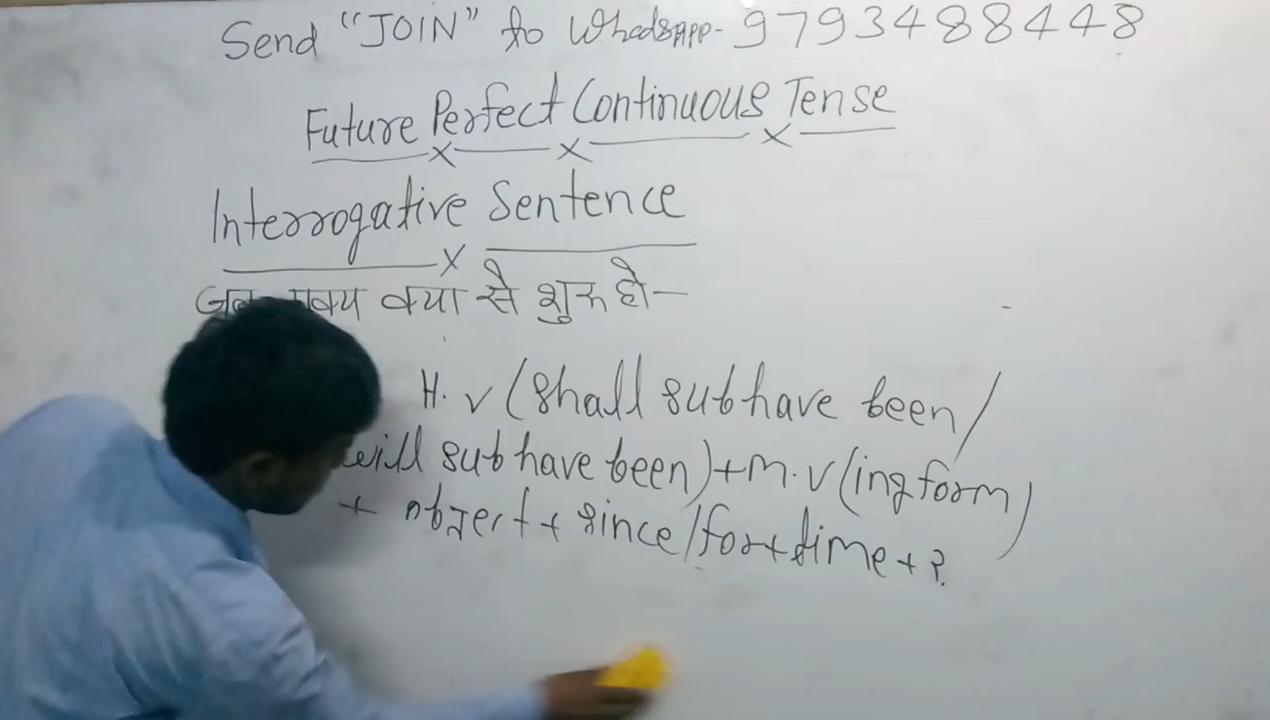 Send "JOIN" to WhatsAPP- 9793488448
Future Perfect Continuous Tense
Interrogative Sentence
क्या से शुरू हो-
H. v (shall sub have been/
will sub have been)+m.v (ing form)
+ object + since/for+time+?